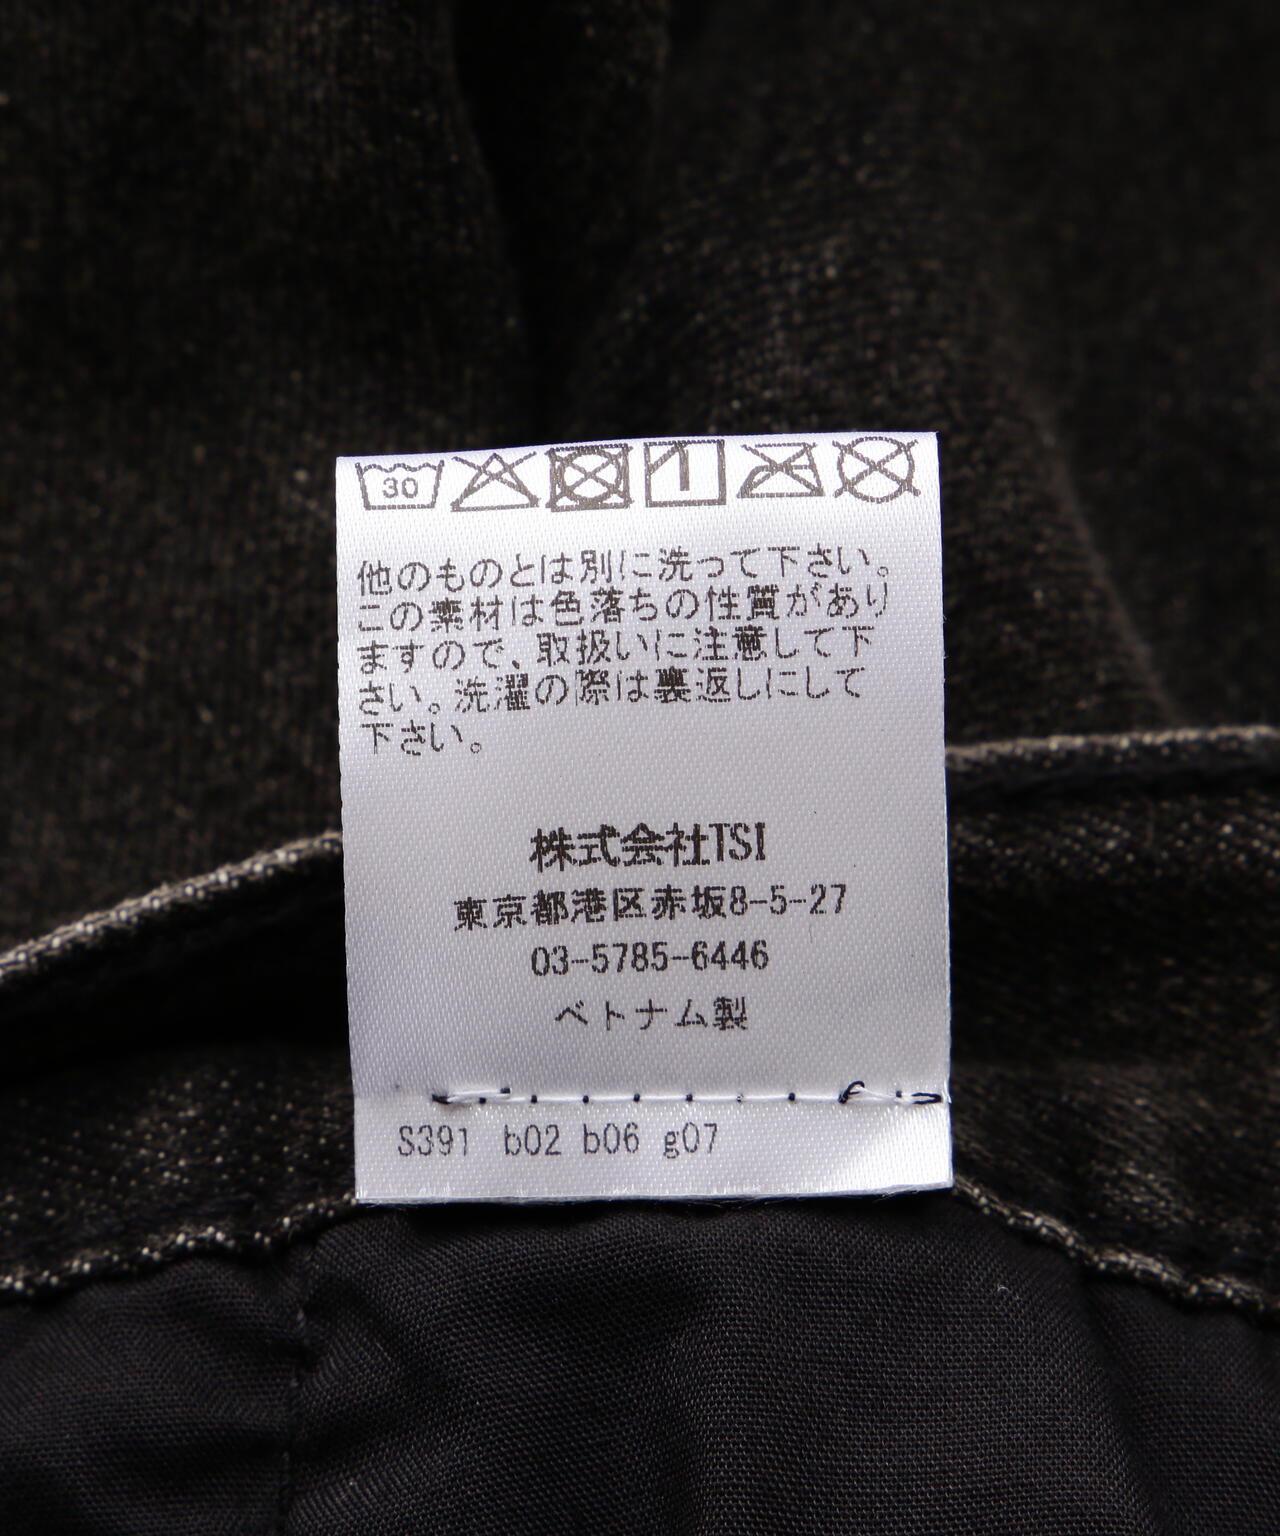 30
他のものとは別に洗って下さい。
この素材は色落ちの性質があり
ますので、取扱いに注意して下
さい。洗濯の際は裏返しにして
下さい。
株式会社TSI
東京都港区赤坂8-5-27
03-5785-6446
ベトナム製
S391 b02 b06 g07